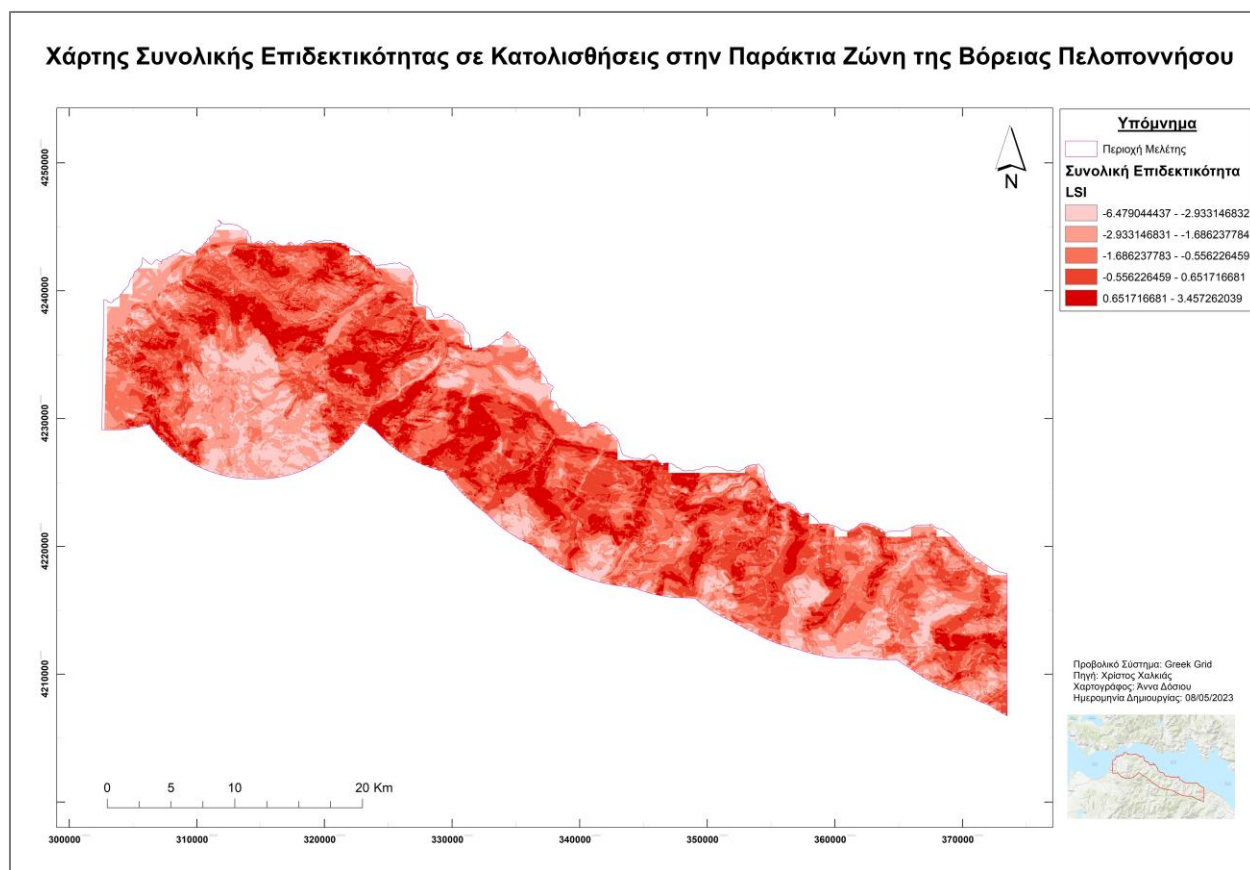 Χάρτης Συνολικής Επιδεκτικότητας σε Κατολισθήσεις στην Παράκτια Ζώνη της Βόρειας Πελοποννήσου
Υπόμνημα
Περιοχή Μελέτης
Συνολική Επιδεκτικότητα
LSI
-6.479044437 - -2.933146832
-2.933146831 - -1.686237784
-1.686237783 - -0.556226459
-0.556226459 - 0.651716681
0.651716681 - 3.457262039
N
4250000
4240000
4230000
4220000
4210000
0 5 10 20 Km
300000 310000 320000 330000 340000 350000 360000 370000
Προβολικό Σύστημα: Greek Grid
Πηγή: Χρίστος Χαλκιάς
Χαρτογράφος: Άννα Δόσιου
Ημερομηνία Δημιουργίας: 08/05/2023